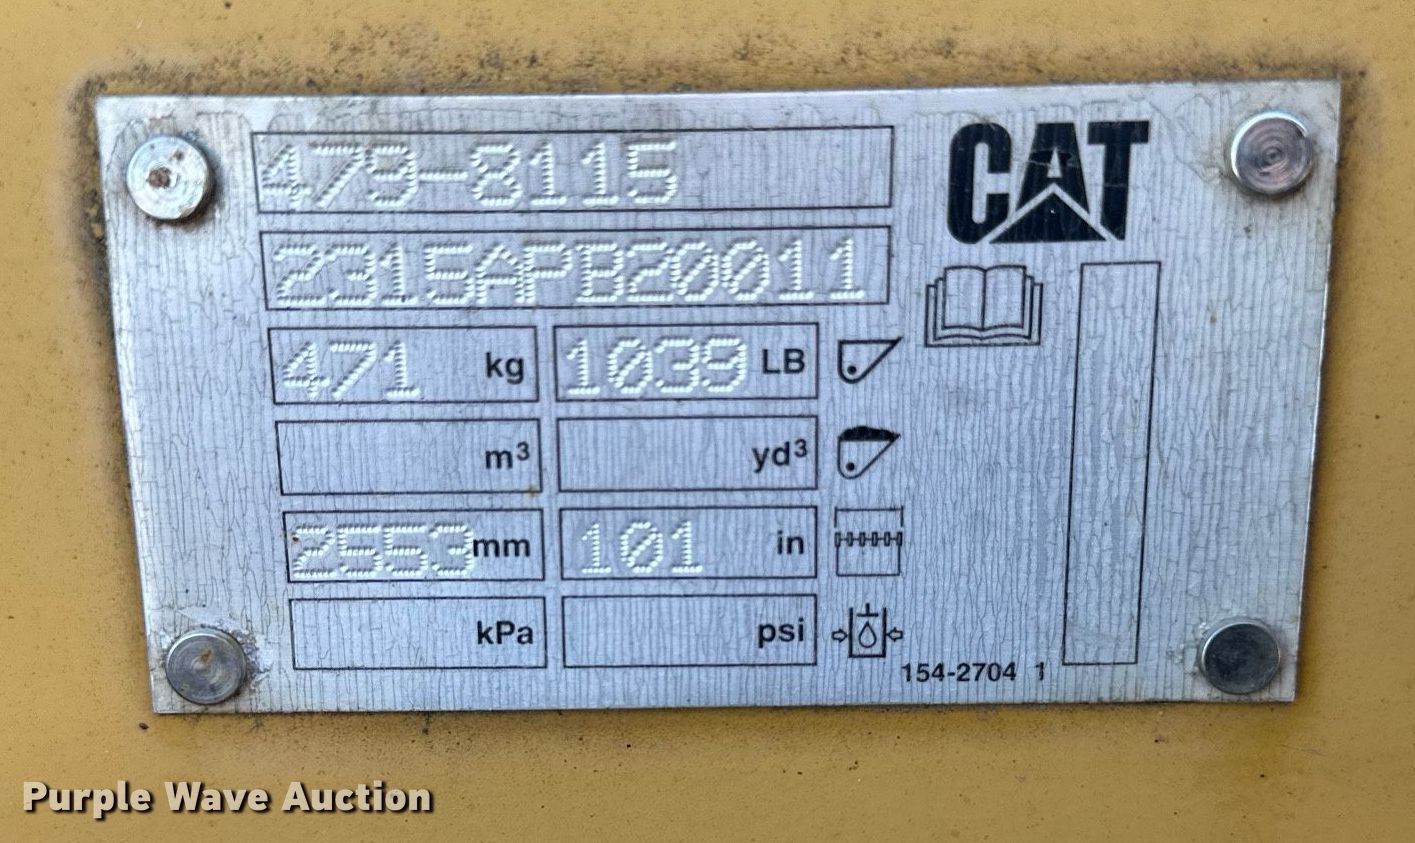 479-8115
CAT
2315APB20011
471 kg 1039 LB
m³ yd³
2553 mm 101 in
kPa psi
154-2704 1
Purple Wave Auction